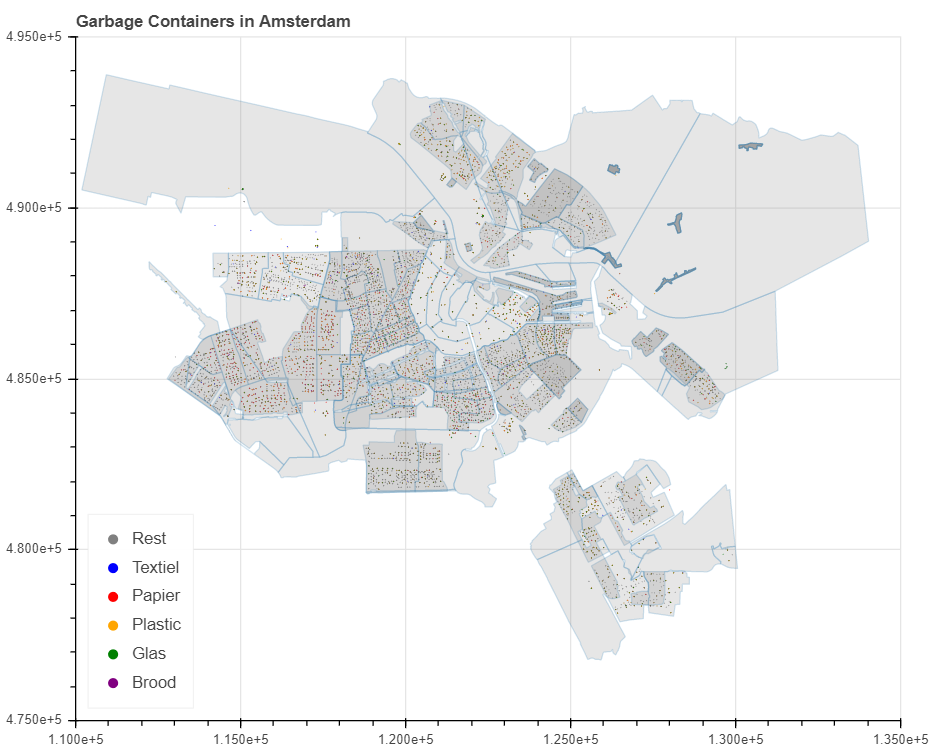 Garbage Containers in Amsterdam
4.950e+5
4.900e+5
4.850e+5
4.800e+5
4.750e+5
Rest
Textiel
Papier
Plastic
Glas
Brood
1.100e+5 1.150e+5 1.200e+5 1.250e+5 1.300e+5 1.350e+5